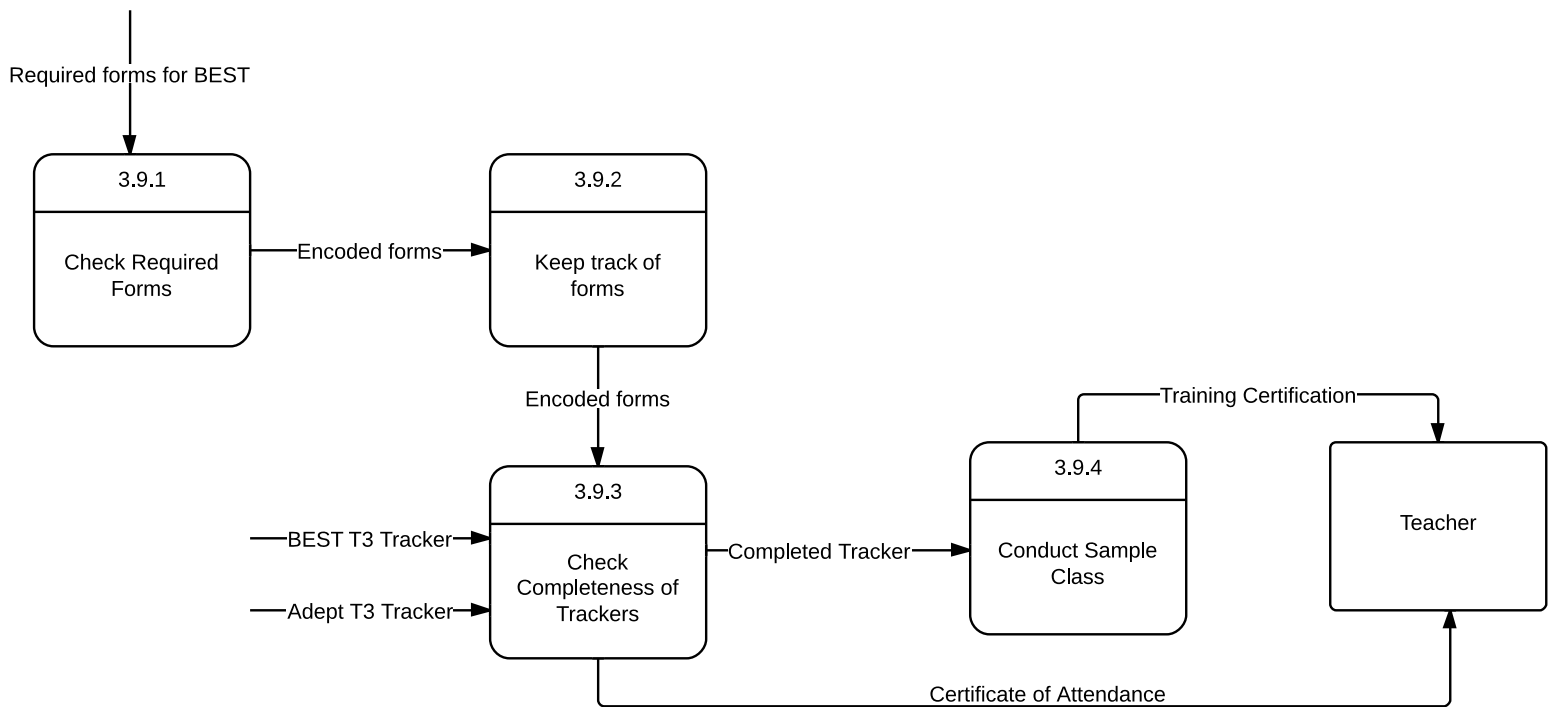 Required forms for BEST
3.9.1
Check Required
Forms
Encoded forms
3.9.2
Keep track of
forms
Encoded forms
3.9.3
Check
Completeness of
Trackers
BEST T3 Tracker
Adept T3 Tracker
Completed Tracker
3.9.4
Conduct Sample
Class
Training Certification
Teacher
Certificate of Attendance